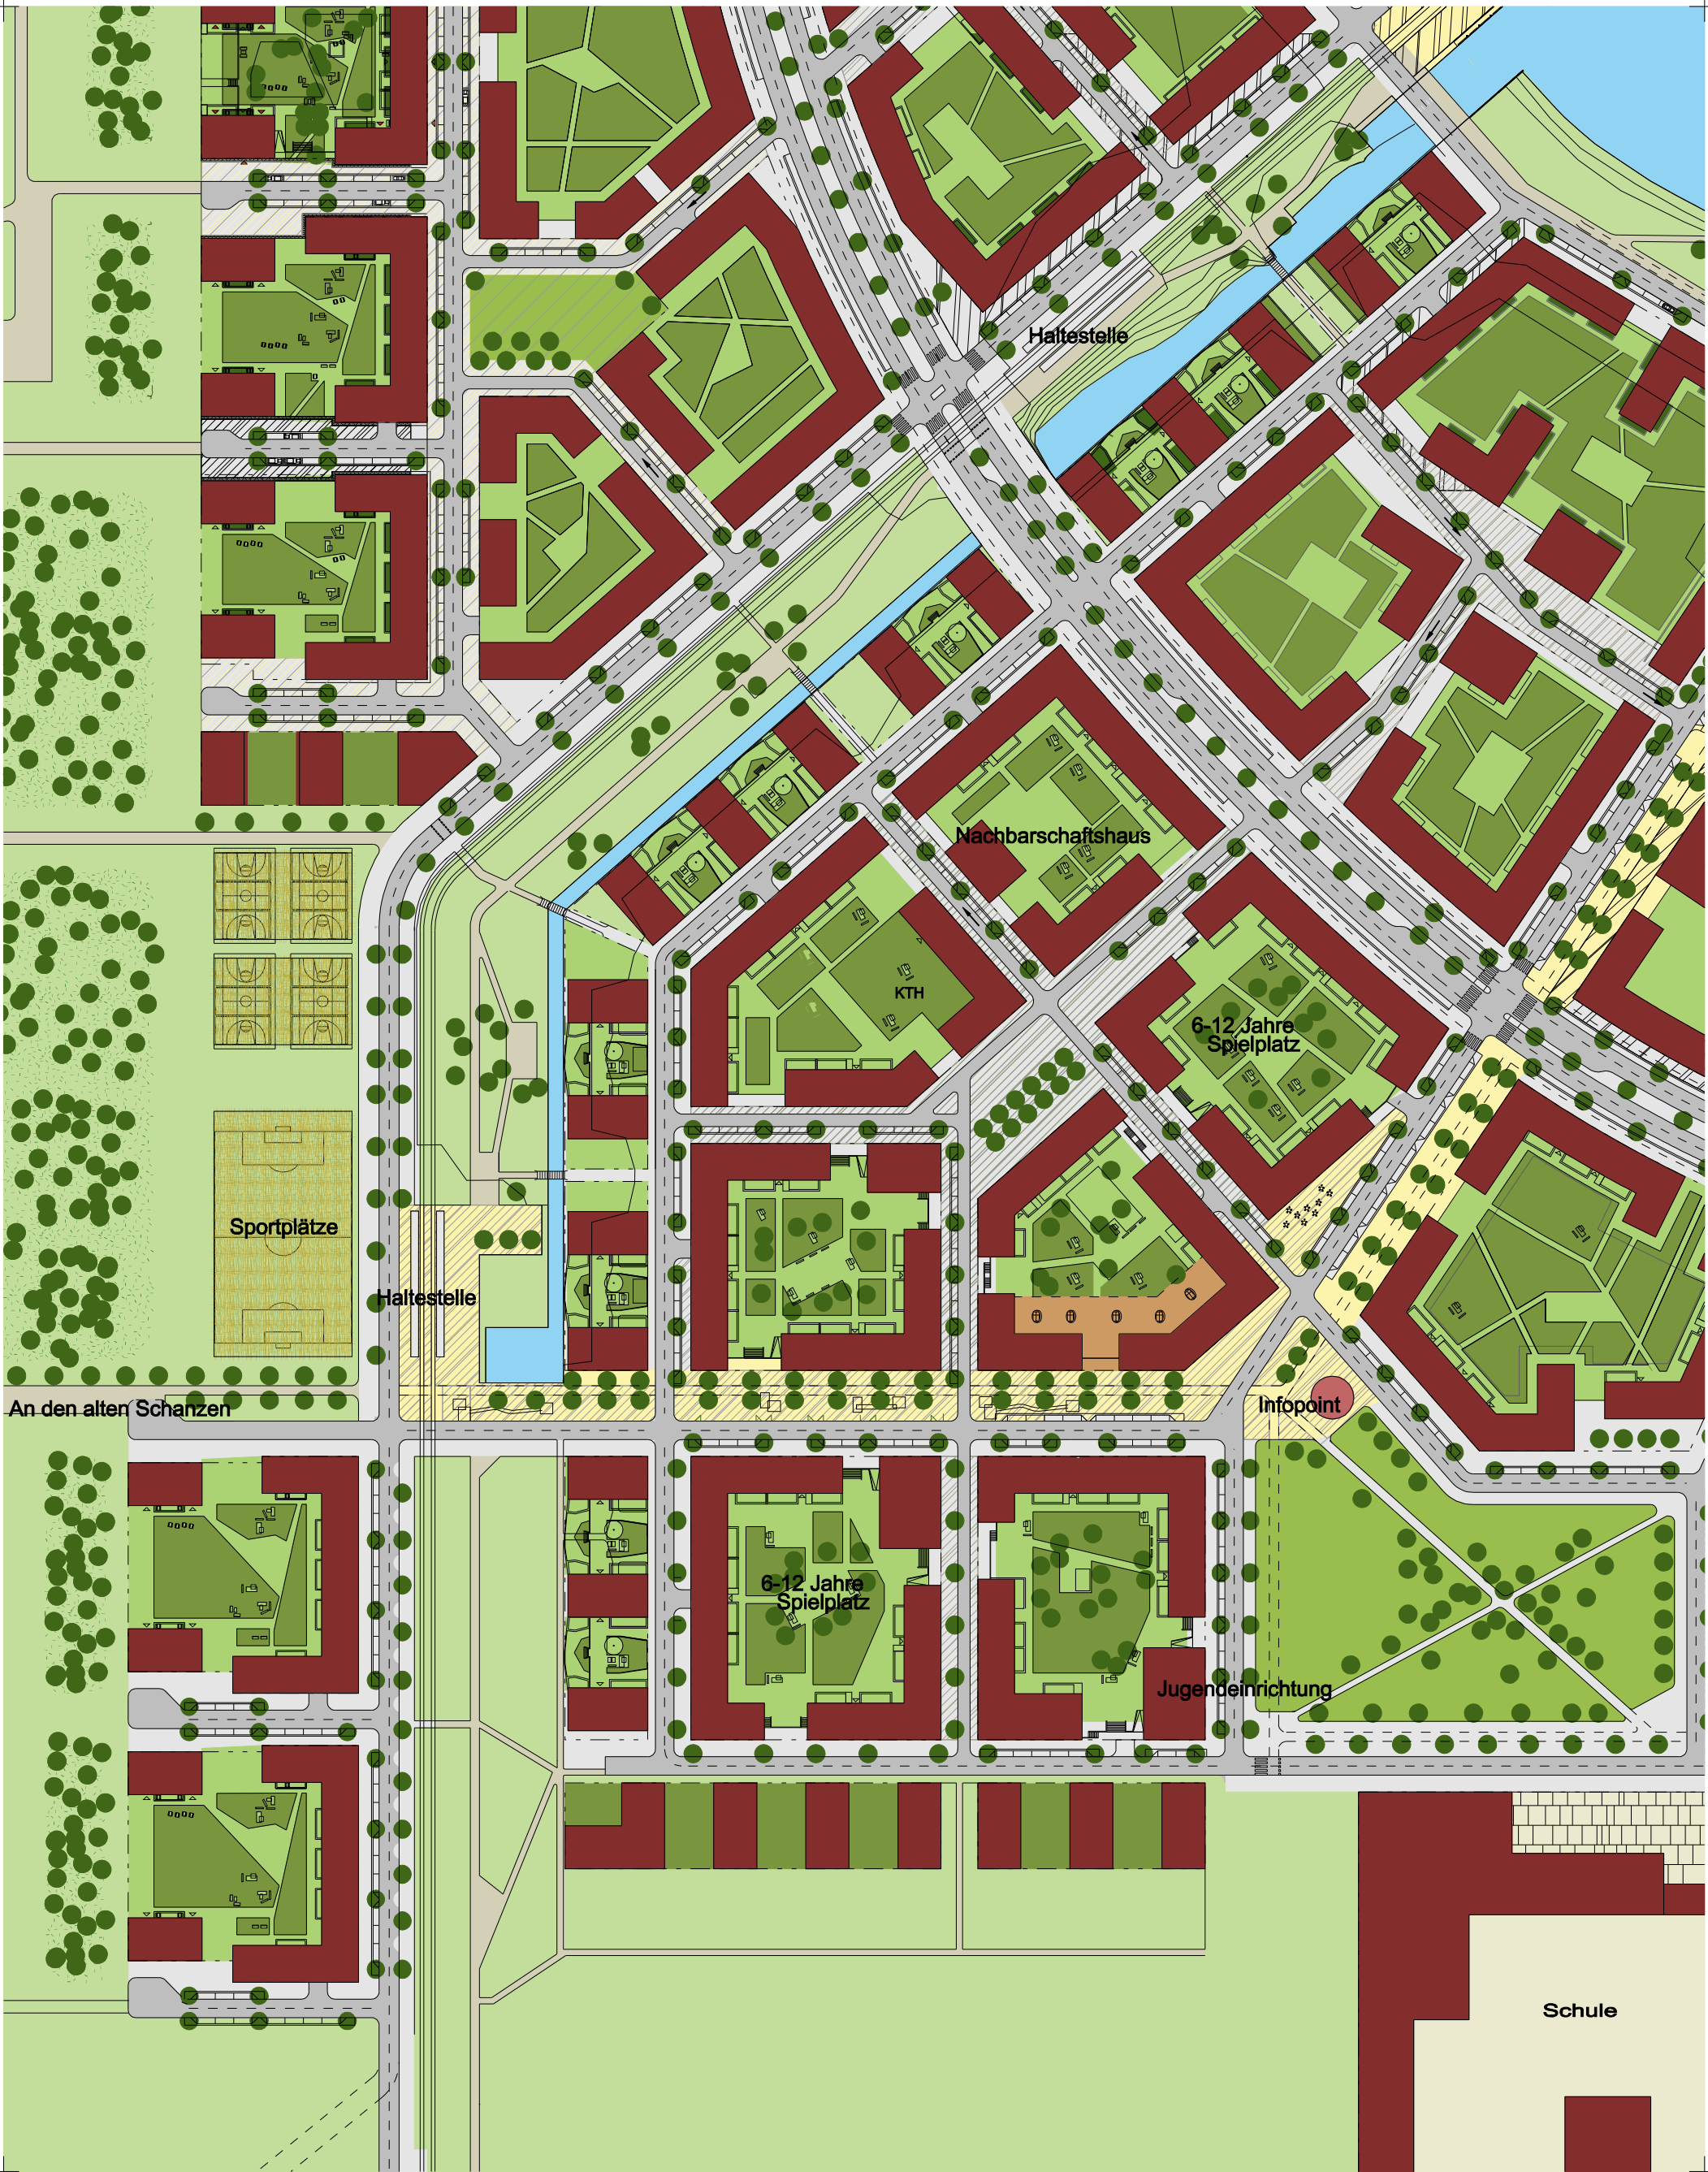 Haltestelle
Nachbarschaftshaus
KTH
6-12 Jahre
Spielplatz
Sportplätze
Haltestelle
An den alten Schanzen
Infopoint
6-12 Jahre
Spielplatz
Jugendeinrichtung
Schule